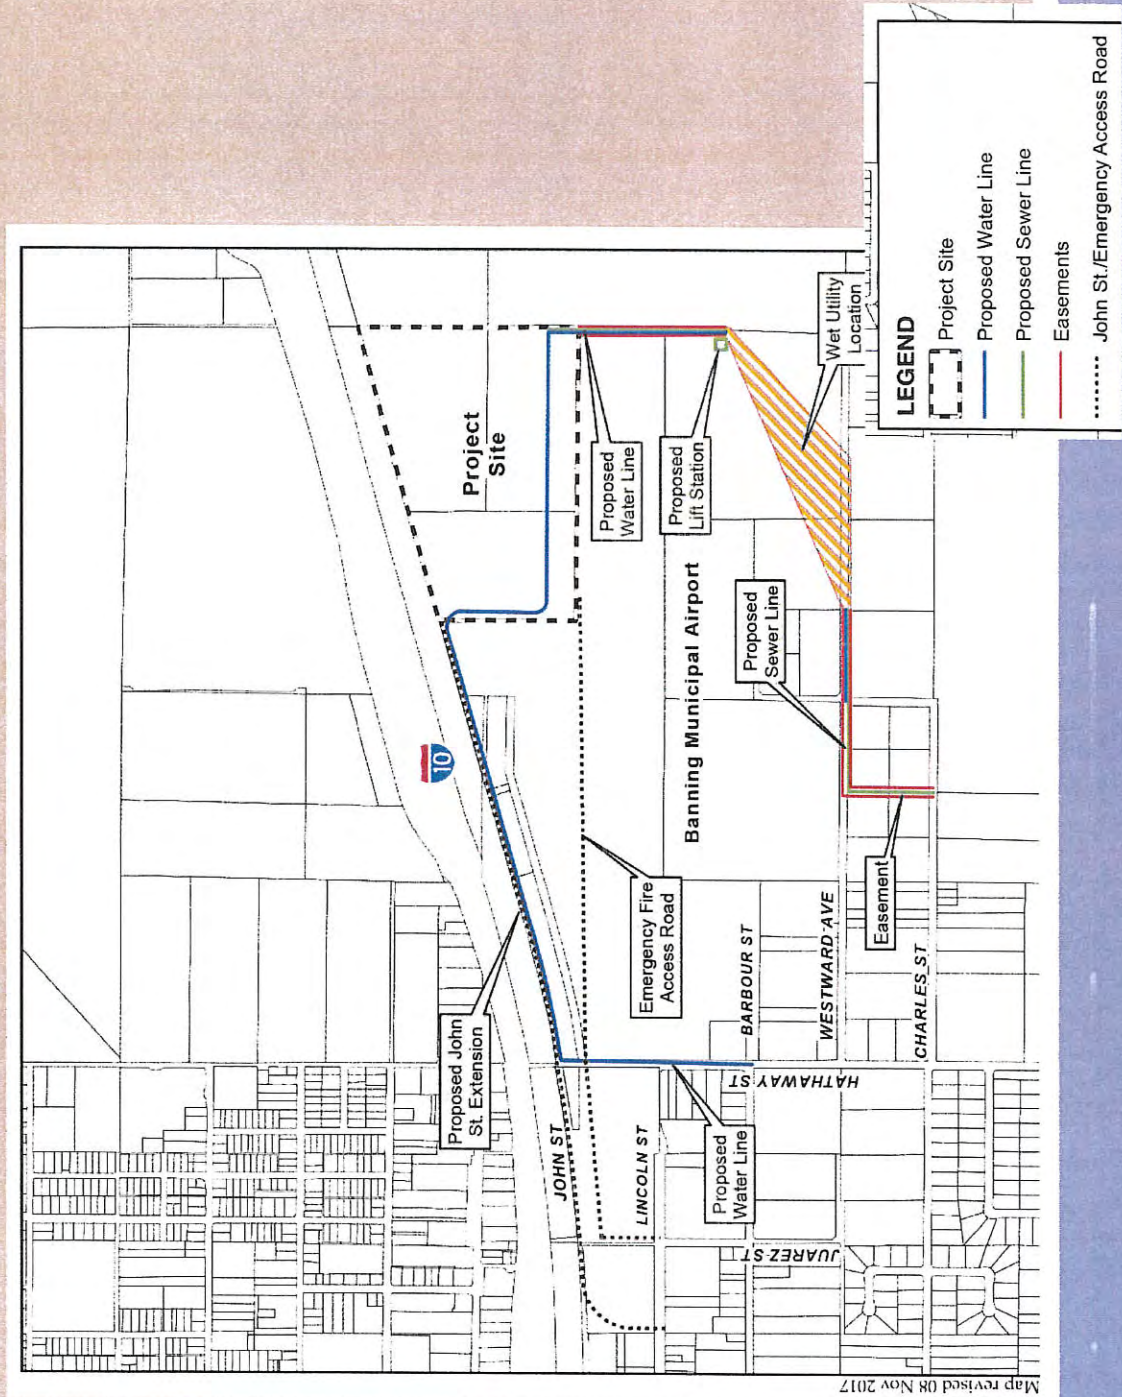 LEGEND
Project Site
Proposed Water Line
Proposed Sewer Line
Easements
John St./Emergency Access Road
Project
Site
10
Proposed
Water Line
Proposed
Lift Station
Wet Utility
Location
Banning Municipal Airport
Proposed
Sewer Line
Easement
Emergency Fire
Access Road
Proposed John
St. Extension
JOHN ST
LINCOLN ST
BARBOUR ST
WESTWARD AVE
CHARLES ST
HATHAWAY
ST
Proposed
Water Line
JUAREZ ST
Map revised 08 Nov 2017